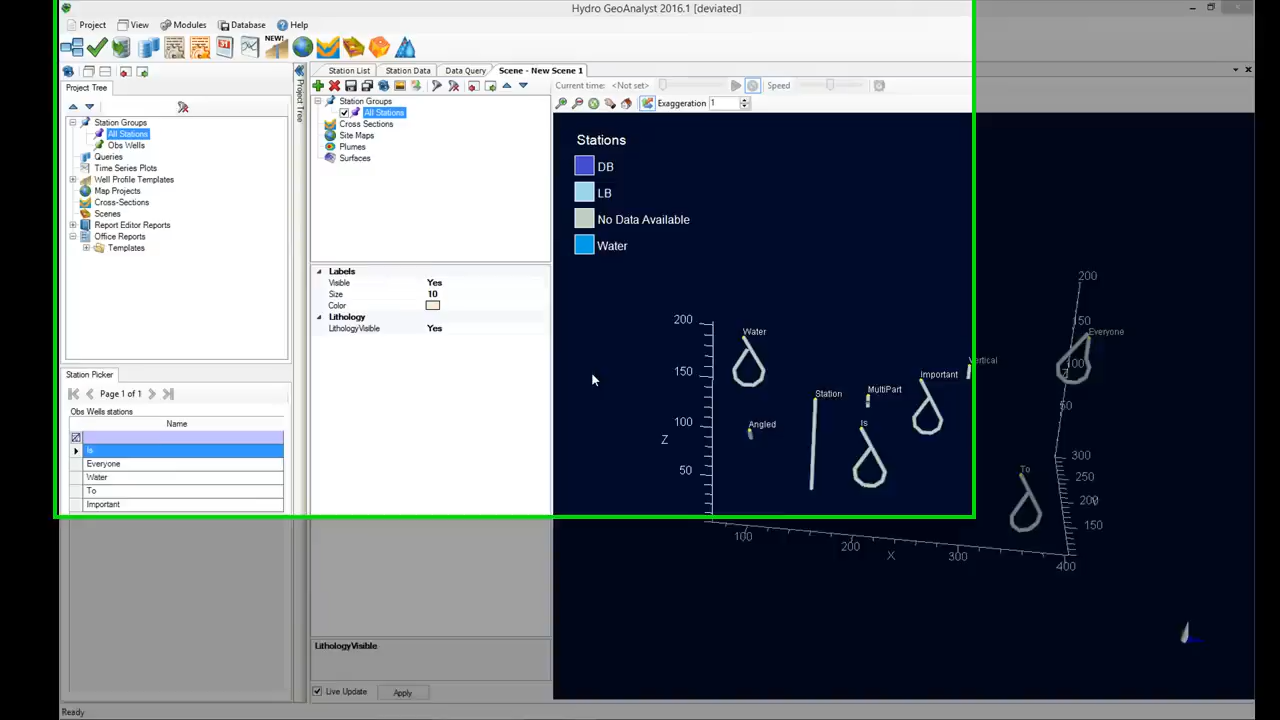 Hydro GeoAnalyst 2016.1 [deviated]
Project View Modules Database Help
NEW!
31
Station List Station Data Data Query Scene - New Scene 1
Project Tree
Project Tree
Station Groups
All Stations
Obs Wells
Queries
Time Series Plots
Well Profile Templates
Map Projects
Cross-Sections
Scenes
Report Editor Reports
Office Reports
Templates
Station Picker
Page 1 of 1
Obs Wells stations
Name
Is
Everyone
Water
To
Important
Station Groups
All Stations
Cross Sections
Site Maps
Plumes
Surfaces
Labels
Visible Yes
Size 10
Color
Lithology
LithologyVisible Yes
LithologyVisible
Live Update Apply
Current time: <Not set> Speed
Exaggeration 1
Stations
DB
LB
No Data Available
Water
200
150
100
50
Z
Water
Angled
Station
MultiPart
Is
Important
Vertical
Everyone
To
200
150
100
Z
50
300
250
200
150
100
200
X
300
400
Ready